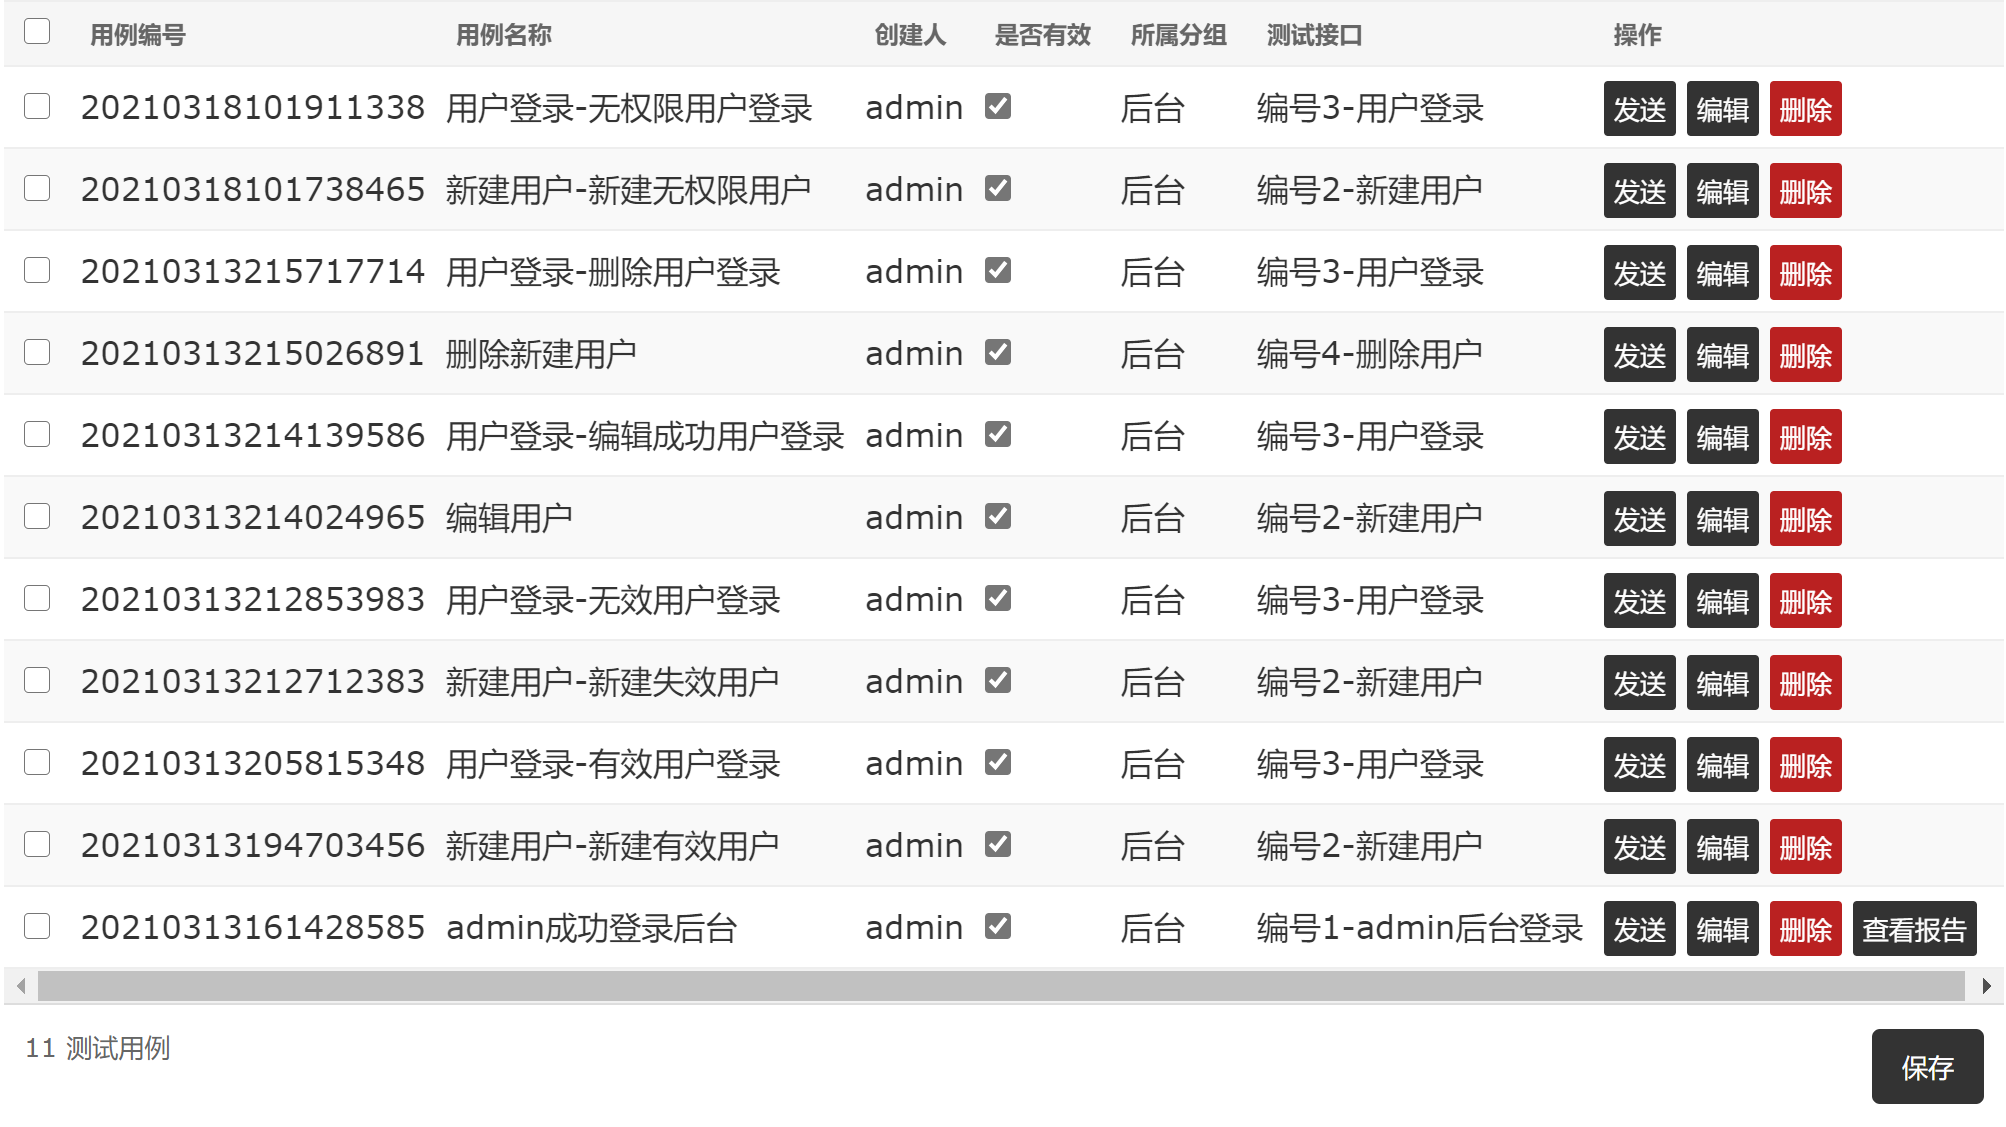 用例编号 用例名称 创建人 是否有效 所属分组 测试接口 操作
20210318101911338 用户登录-无权限用户登录 admin 后台 编号3-用户登录 发送 编辑 删除
20210318101738465 新建用户-新建无权限用户 admin 后台 编号2-新建用户 发送 编辑 删除
20210313215717714 用户登录-删除用户登录 admin 后台 编号3-用户登录 发送 编辑 删除
20210313215026891 删除新建用户 admin 后台 编号4-删除用户 发送 编辑 删除
20210313214139586 用户登录-编辑成功用户登录 admin 后台 编号3-用户登录 发送 编辑 删除
20210313214024965 编辑用户 admin 后台 编号2-新建用户 发送 编辑 删除
20210313212853983 用户登录-无效用户登录 admin 后台 编号3-用户登录 发送 编辑 删除
20210313212712383 新建用户-新建失效用户 admin 后台 编号2-新建用户 发送 编辑 删除
20210313205815348 用户登录-有效用户登录 admin 后台 编号3-用户登录 发送 编辑 删除
20210313194703456 新建用户-新建有效用户 admin 后台 编号2-新建用户 发送 编辑 删除
20210313161428585 admin成功登录后台 admin 后台 编号1-admin后台登录 发送 编辑 删除 查看报告
11 测试用例
保存